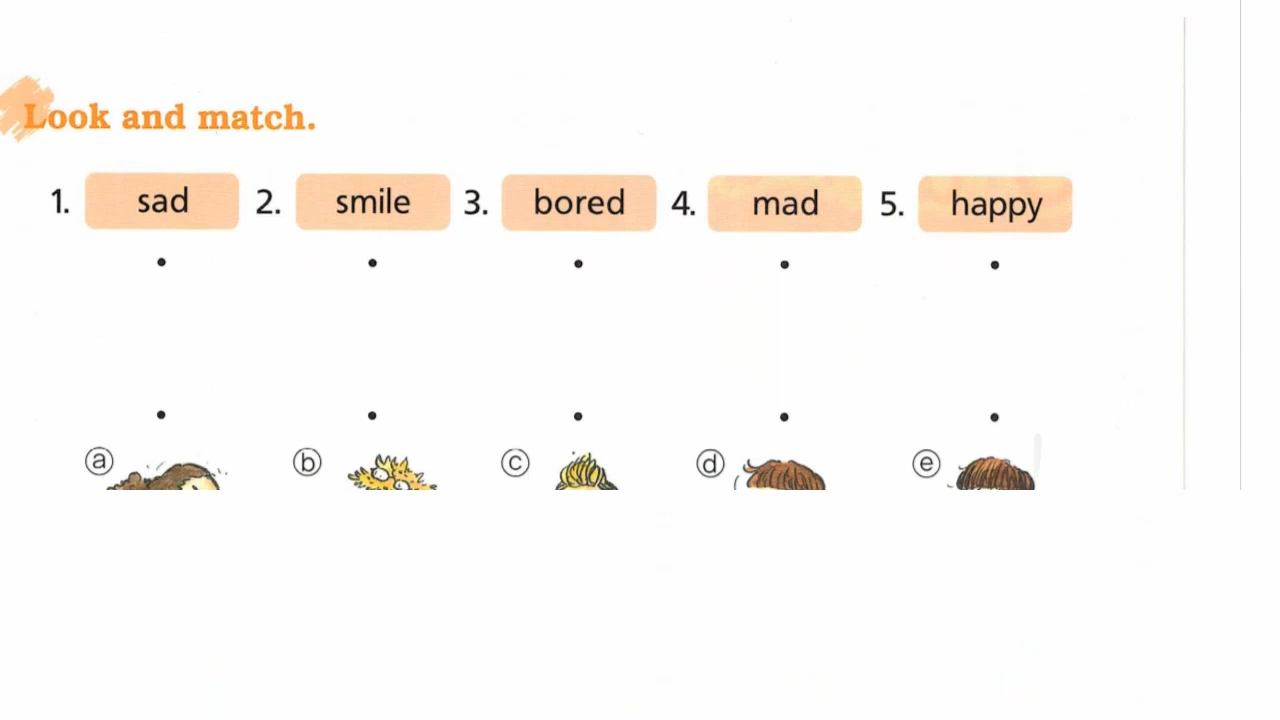 Look and match.
1. sad 2. smile 3. bored 4. mad 5. happy
ⓐ ⓑ ⓒ ⓓ ⓔ